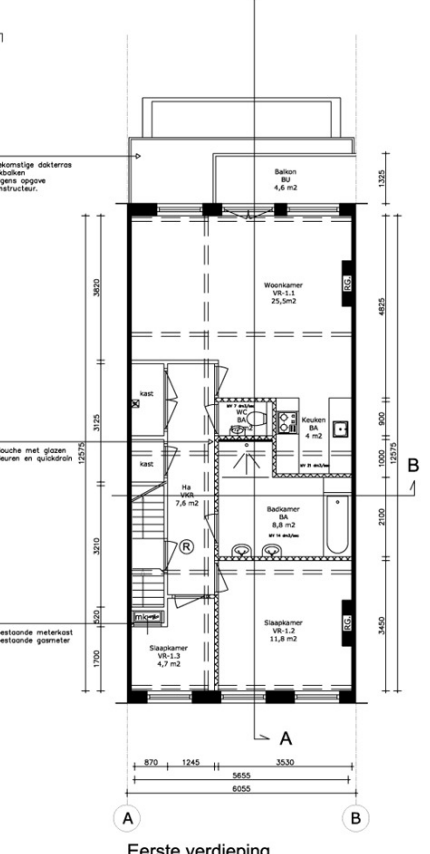 Balkon
BU
4,6 m2
1325
Woonkamer
VR-1.1
25,5m2
RG.
3820
4825
kast
WC
BA
Keuken
BA
4 m2
900
3125
12575
1000
12575
kast
B
Ha
VKR
7,6 m2
Badkamer
BA
8,8 m2
2100
R
3210
Slaapkamer
VR-1.2
11,8 m2
RG.
3450
520
mk
Slaapkamer
VR-1.3
4,7 m2
1700
ekomstige dakterras
kbalken
gens opgave
nstructeur.
ouche met glazen
euren en quickdrain
estaande meterkast
estaande gasmeter
A
870
1245
3530
5655
6055
A
B
Eerste verdieping